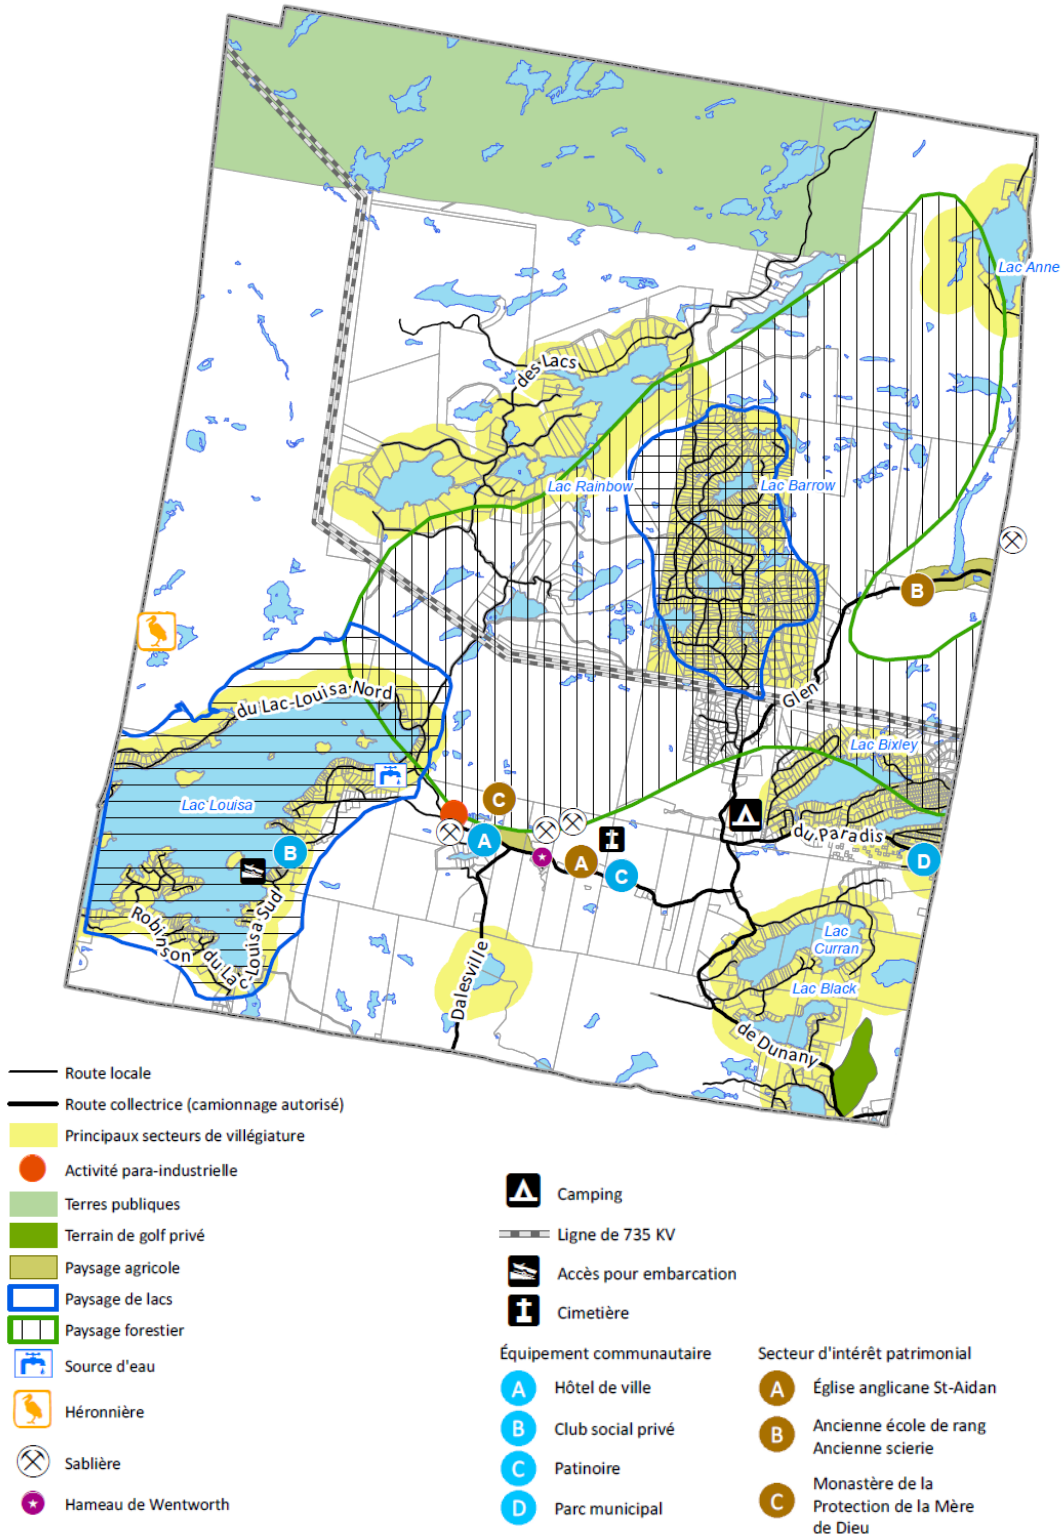 Lac Anne
des Lacs
Lac Rainbow
Lac Barrow
B
Glen
du Lac-Louisa Nord
Lac Bixley
Lac Louisa
C
A
du Paradis
B
A
C
D
Robinson
du Lac-Louisa Sud
Dalesville
Lac
Curran
Lac Black
de Dunany
Route locale
Route collectrice (camionnage autorisé)
Principaux secteurs de villégiature
Activité para-industrielle
Terres publiques
Terrain de golf privé
Paysage agricole
Paysage de lacs
Paysage forestier
Source d'eau
Héronnière
Sablière
Hameau de Wentworth
Camping
Ligne de 735 KV
Accès pour embarcation
Cimetière
Équipement communautaire
A Hôtel de ville
B Club social privé
C Patinoire
D Parc municipal
Secteur d'intérêt patrimonial
A Église anglicane St-Aidan
B Ancienne école de rang
Ancienne scierie
C Monastère de la
Protection de la Mère
de Dieu